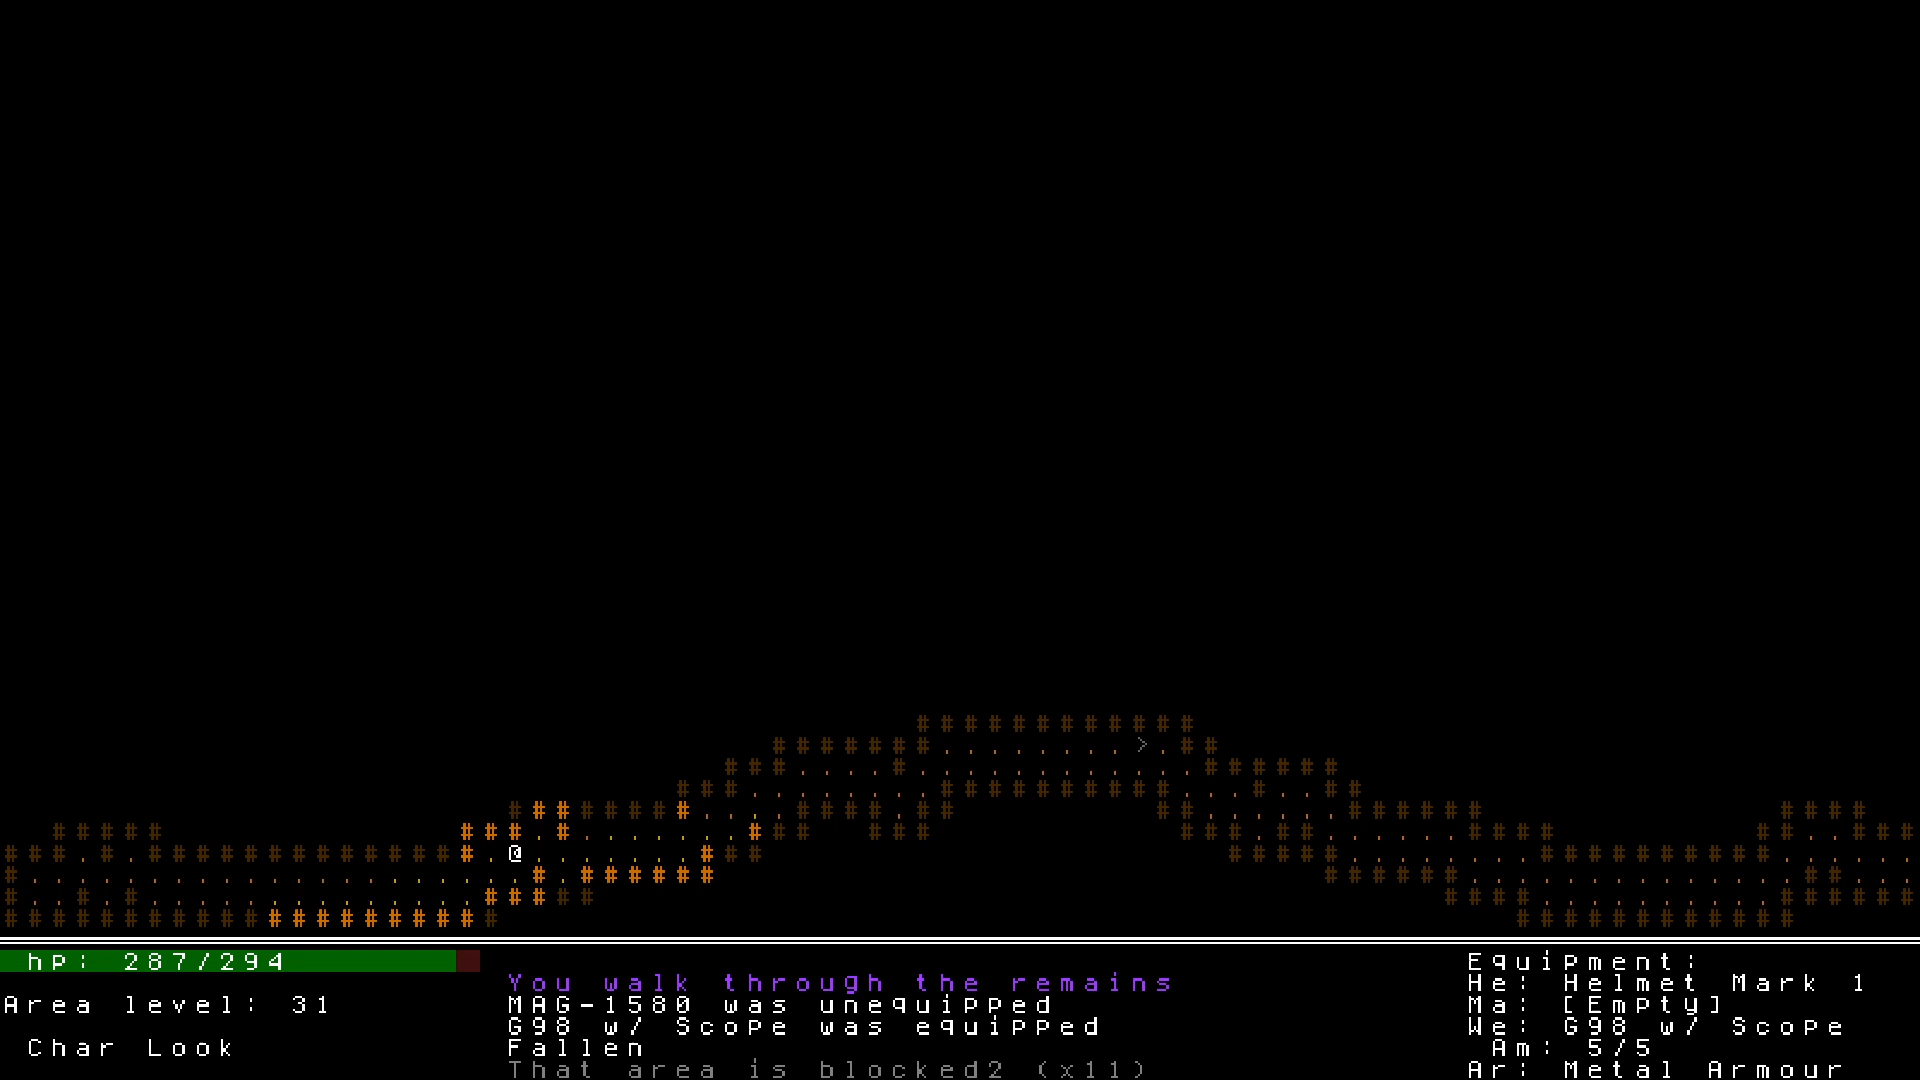 hp: 287/294
Area level: 31
Char Look
You walk through the remains
MAG-1580 was unequipped
G98 w/ Scope was equipped
Fallen
That area is blocked2 (x11)
Equipment:
He: Helmet Mark 1
Ma: [Empty]
We: G98 w/ Scope
Am: 5/5
Ar: Metal Armour